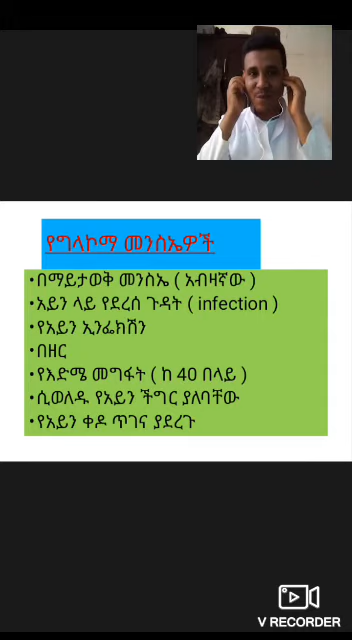 የግላኮማ መንስኤዎች
•በማይታወቅ መንስኤ ( አብዛኛው )
•አይን ላይ የደረሰ ጉዳት ( infection )
•የአይን ኢንፌክሽን
•በዘር
•የእድሜ መግፋት ( ከ 40 በላይ )
•ሲወለዱ የአይን ችግር ያለባቸው
•የአይን ቀዶ ጥገና ያደረጉ
V RECORDER